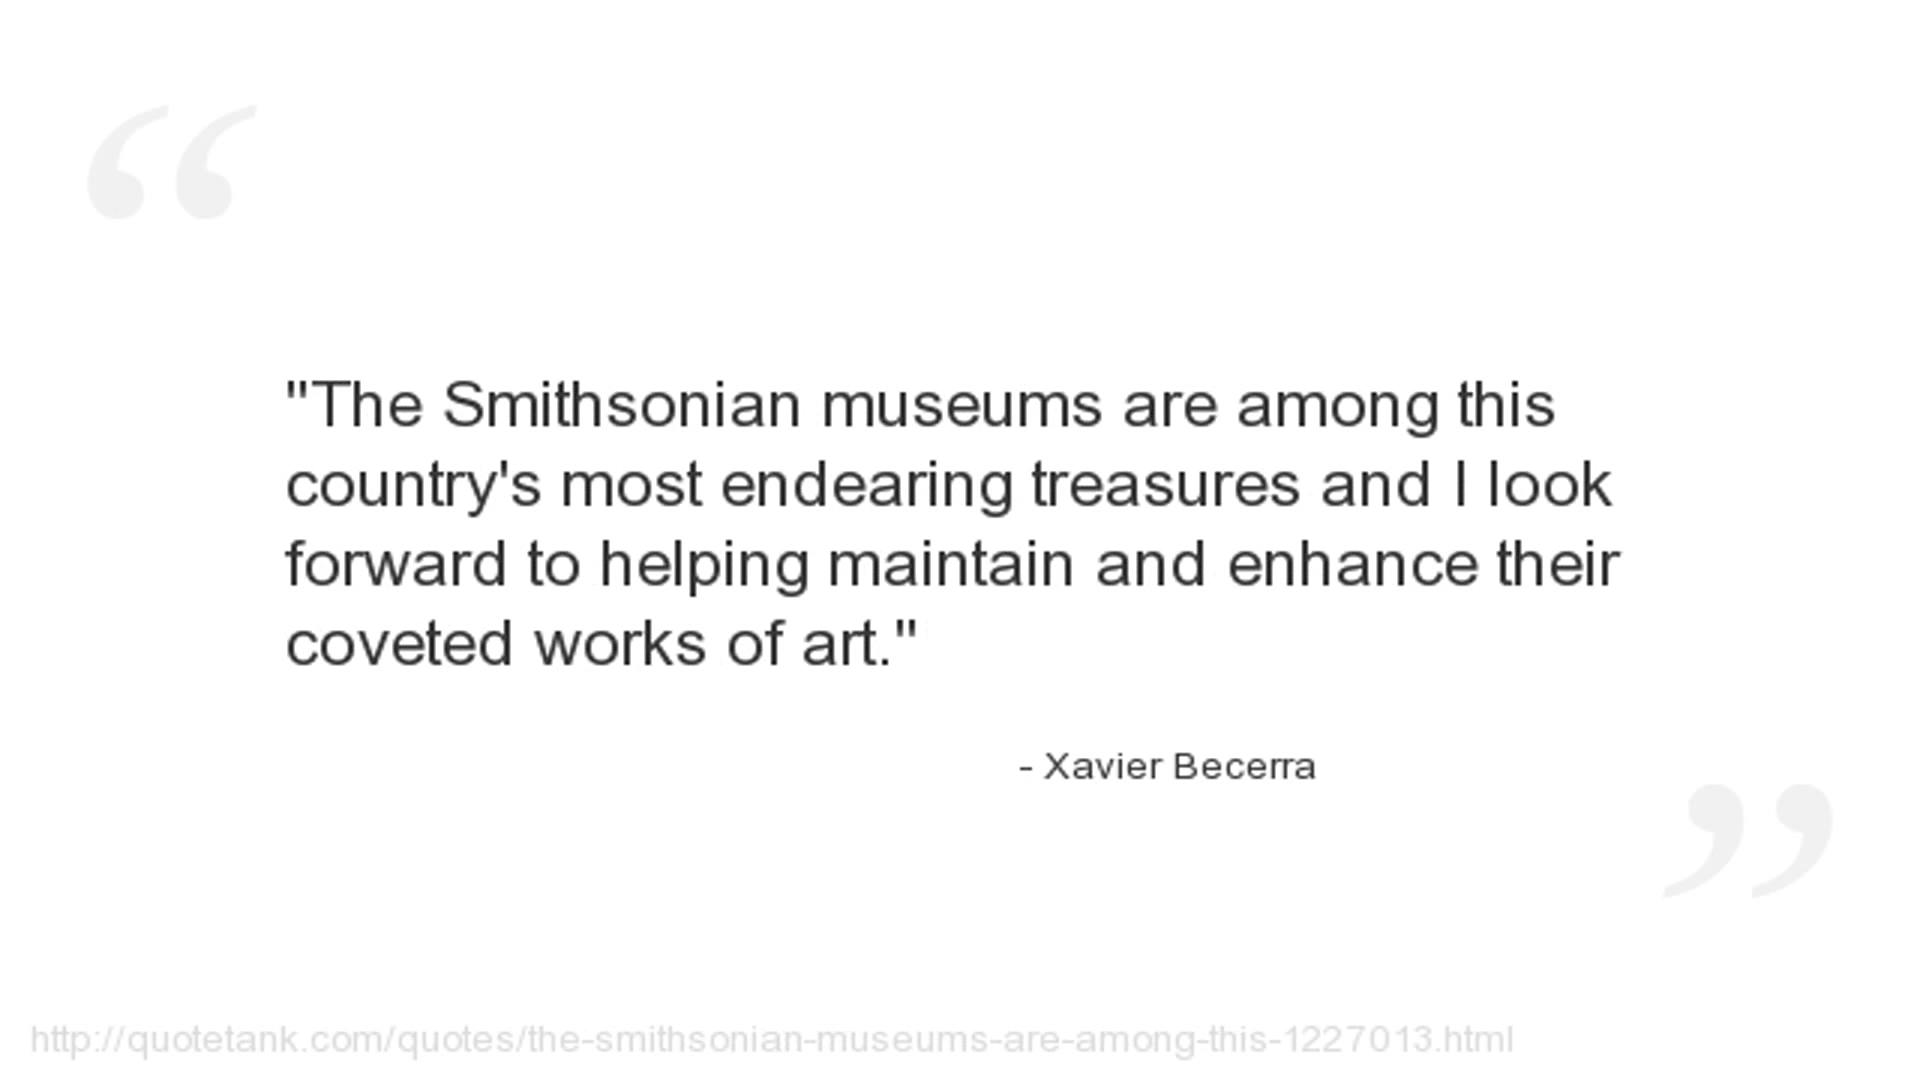 "The Smithsonian museums are among this
country's most endearing treasures and I look
forward to helping maintain and enhance their
coveted works of art."
- Xavier Becerra
http://quotetank.com/quotes/the-smithsonian-museums-are-among-this-1227013.html